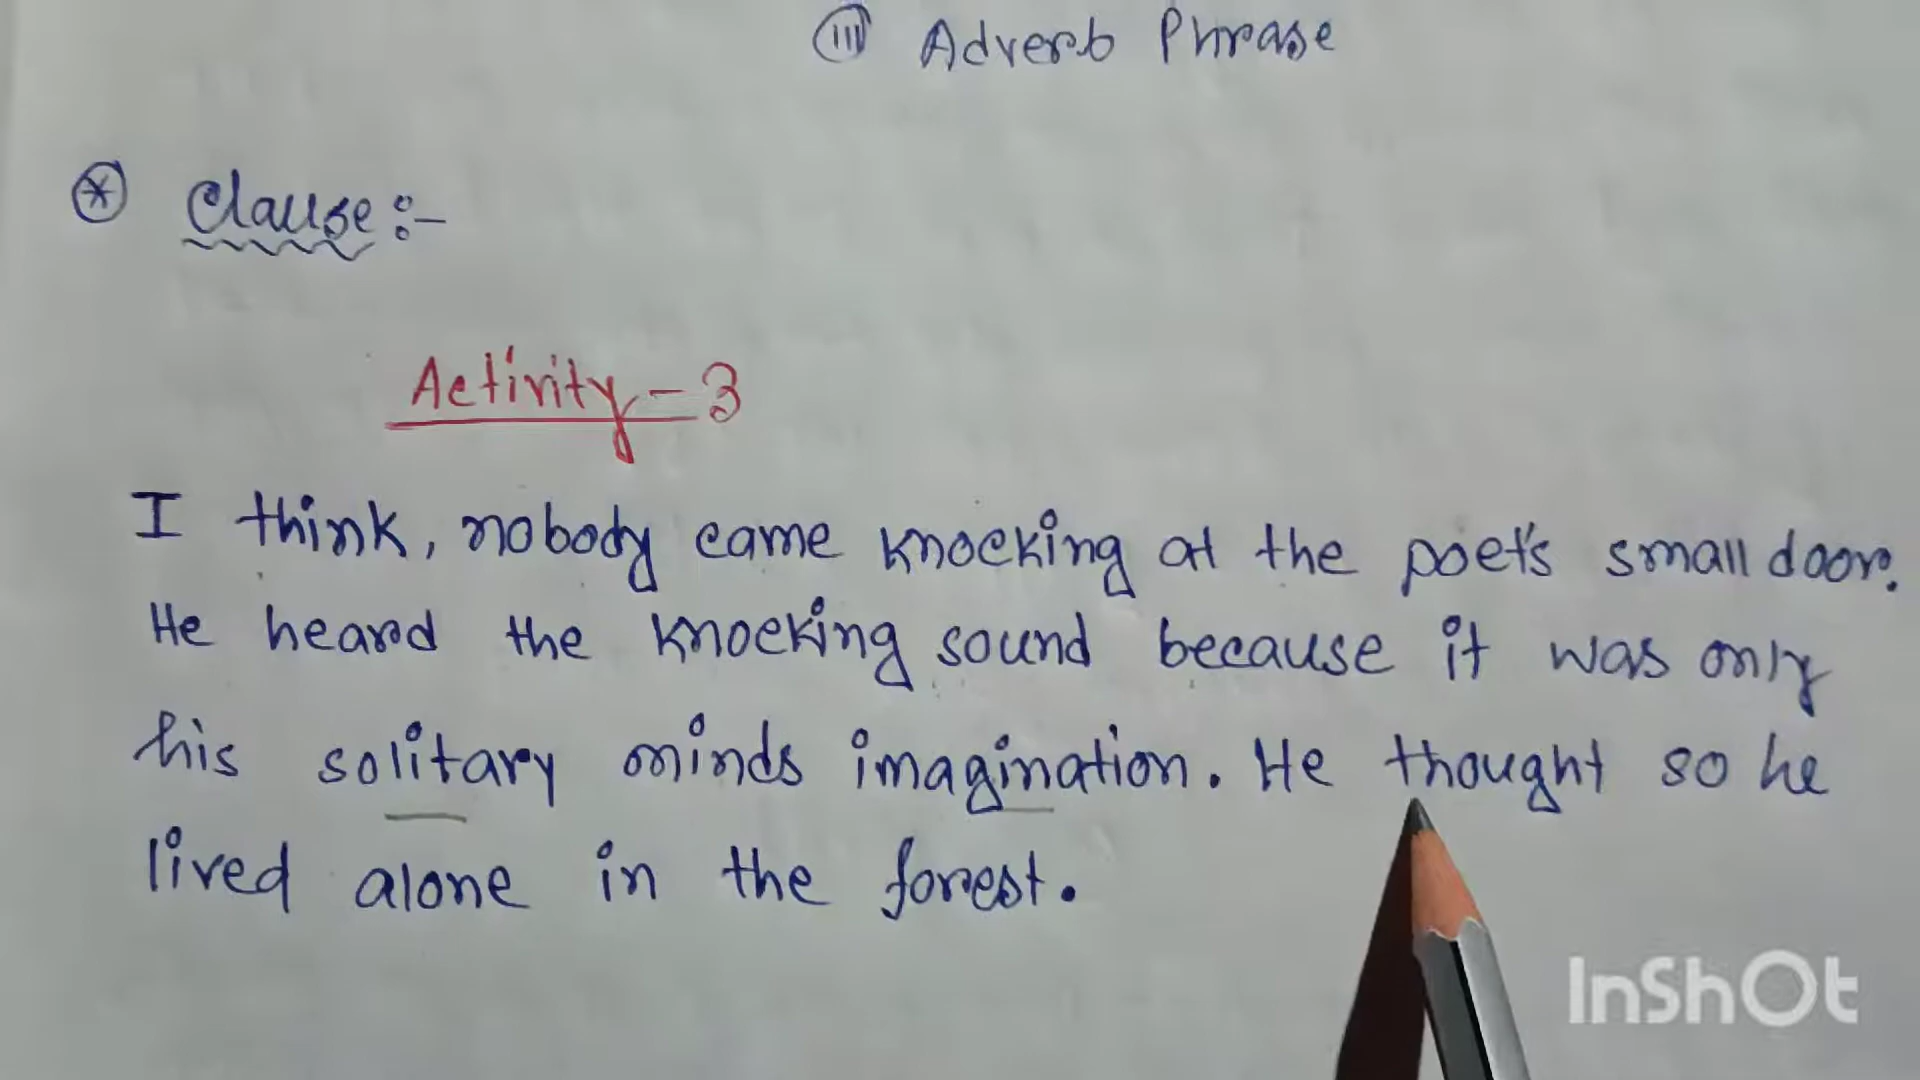 (iii) Adverb Phrase
* Clause :-
Activity - 3
I think, nobody came knocking at the poet's small door.
He heard the knocking sound because it was only
his solitary minds imagination. He thought so he
lived alone in the forest.
InShOt